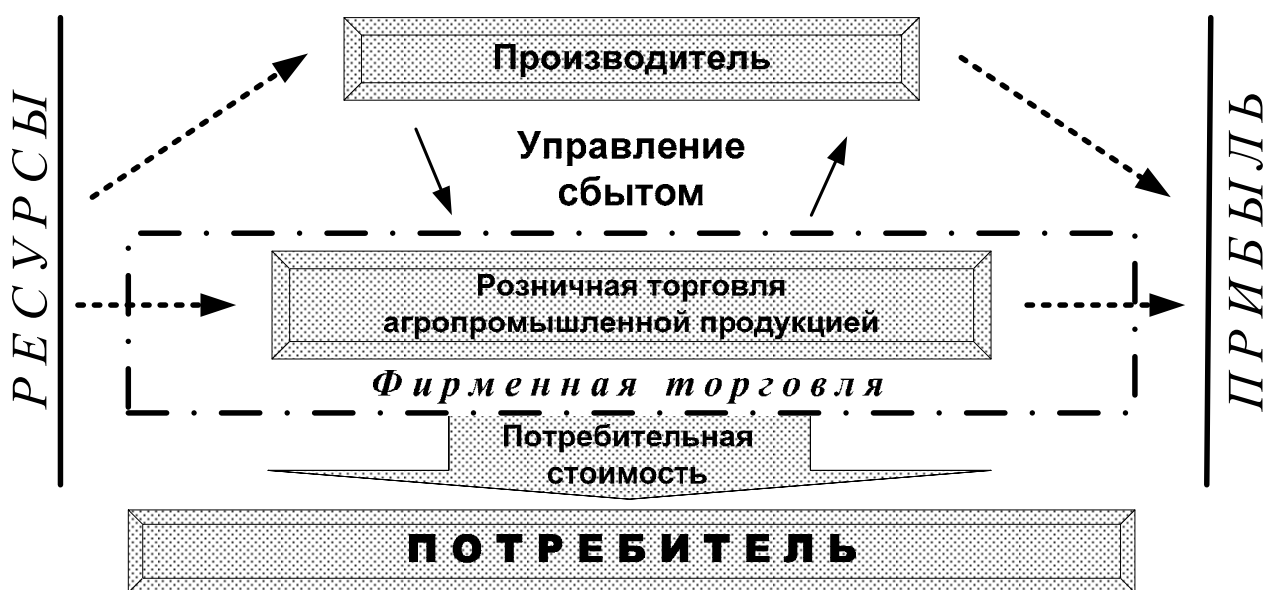 Производитель
РЕСУРСЫ
Управление
сбытом
ПРИБЫЛЬ
Розничная торговля
агропромышленной продукцией
Фирменная торговля
Потребительная
стоимость
ПОТРЕБИТЕЛЬ